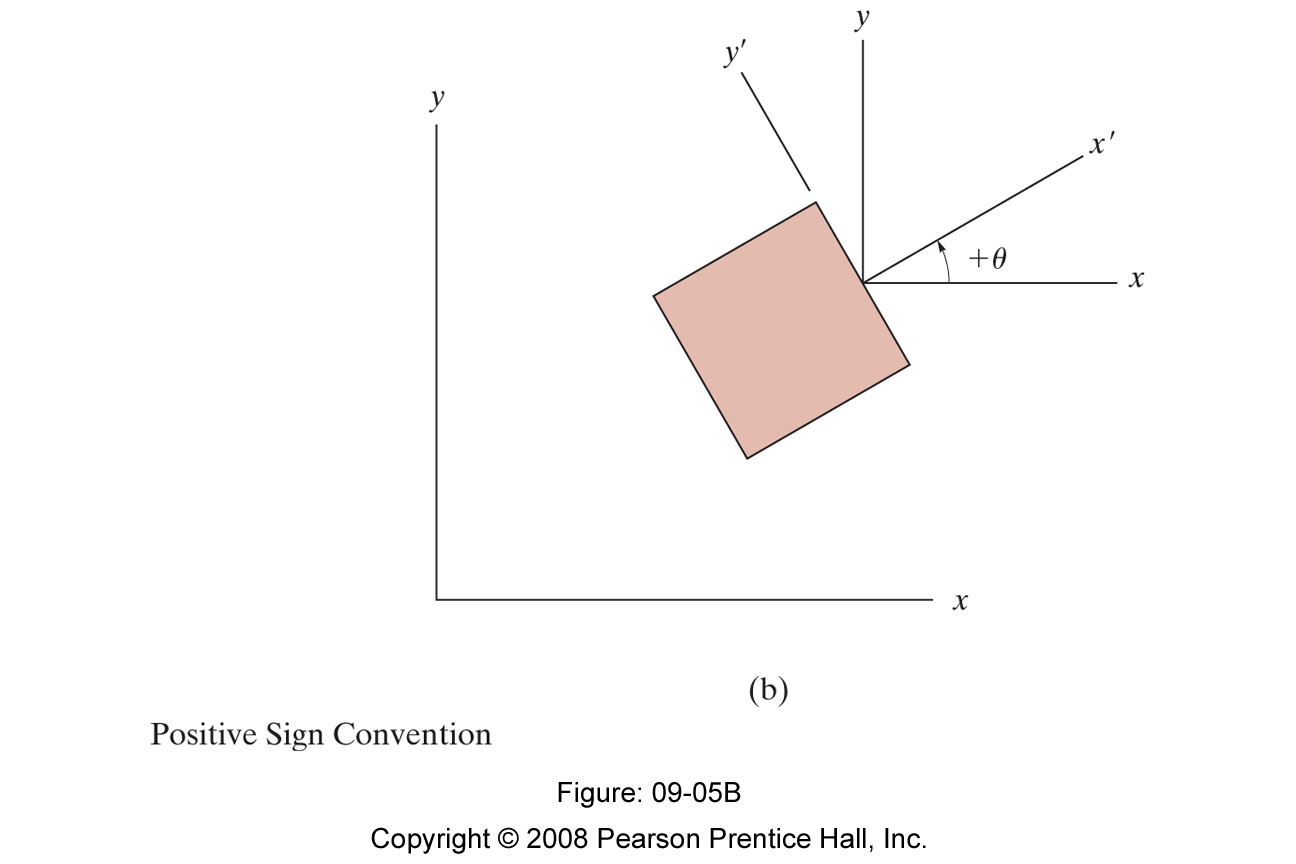 y
y′
y
x′
+θ
x
x
(b)
Positive Sign Convention
Figure: 09-05B
Copyright © 2008 Pearson Prentice Hall, Inc.